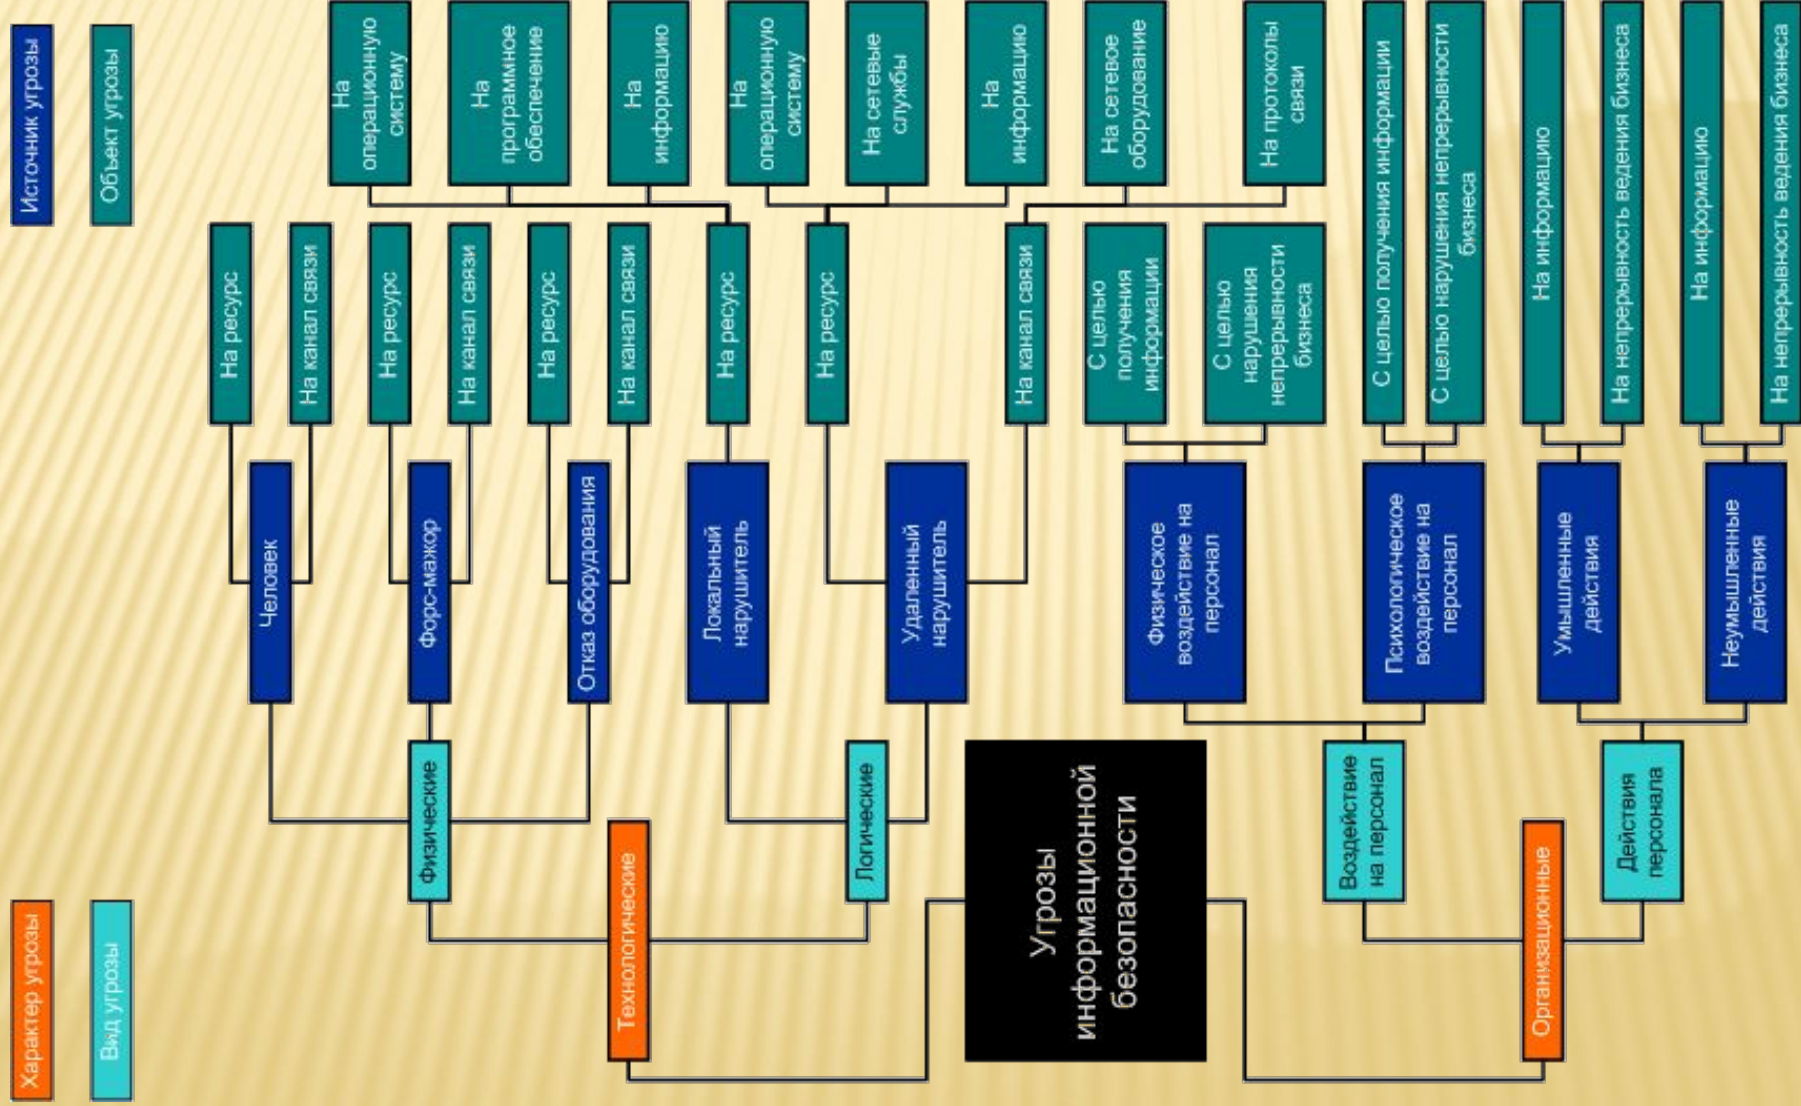 Характер угрозы
Источник угрозы
Вид угрозы
Объект угрозы
Угрозы
информационной
безопасности
Технологические
Физические
Человек
На ресурс
На канал связи
Форс-мажор
На ресурс
На канал связи
Отказ оборудования
На ресурс
На канал связи
Логические
Локальный
нарушитель
На ресурс
На
операционную
систему
На
программное
обеспечение
На
информацию
Удаленный
нарушитель
На ресурс
На
операционную
систему
На сетевые
службы
На
информацию
На канал связи
На сетевое
оборудование
На протоколы
связи
Организационные
Воздействие
на персонал
Физическое
воздействие на
персонал
С целью
получения
информации
С целью
нарушения
непрерывности
бизнеса
Психологическое
воздействие на
персонал
С целью получения информации
С целью нарушения непрерывности
бизнеса
Действия
персонала
Умышленные
действия
На информацию
На непрерывность ведения бизнеса
Неумышленные
действия
На информацию
На непрерывность ведения бизнеса